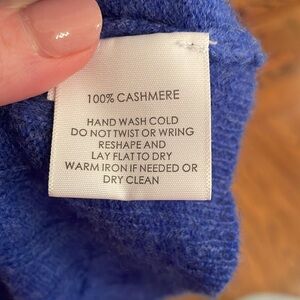 100% CASHMERE
HAND WASH COLD
DO NOT TWIST OR WRING
RESHAPE AND
LAY FLAT TO DRY
WARM IRON IF NEEDED OR
DRY CLEAN